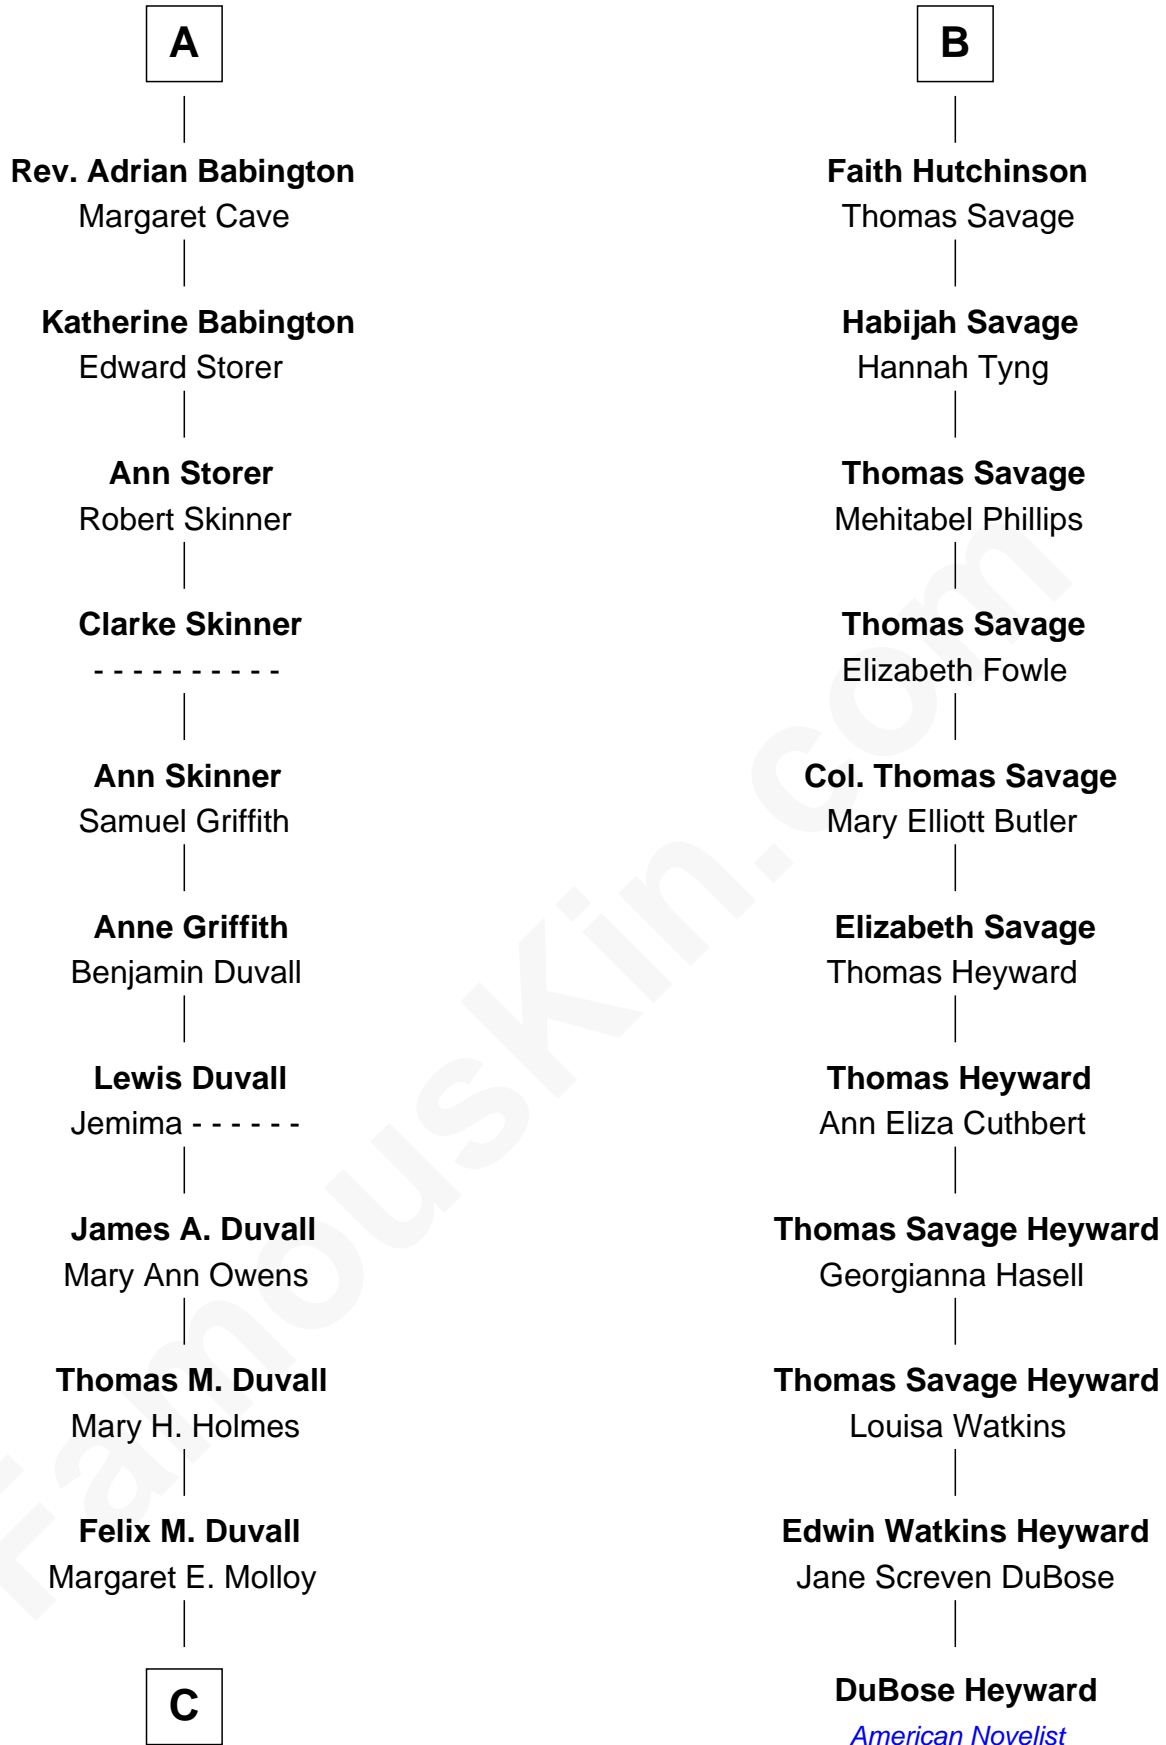 A
Rev. Adrian Babington
Margaret Cave
Katherine Babington
Edward Storer
Ann Storer
Robert Skinner
Clarke Skinner
- - - - - - - - - -
Ann Skinner
Samuel Griffith
Anne Griffith
Benjamin Duvall
Lewis Duvall
Jemima - - - - - -
James A. Duvall
Mary Ann Owens
Thomas M. Duvall
Mary H. Holmes
Felix M. Duvall
Margaret E. Molloy
C
B
Faith Hutchinson
Thomas Savage
Habijah Savage
Hannah Tyng
Thomas Savage
Mehitabel Phillips
Thomas Savage
Elizabeth Fowle
Col. Thomas Savage
Mary Elliott Butler
Elizabeth Savage
Thomas Heyward
Thomas Heyward
Ann Eliza Cuthbert
Thomas Savage Heyward
Georgianna Hasell
Thomas Savage Heyward
Louisa Watkins
Edwin Watkins Heyward
Jane Screven DuBose
DuBose Heyward
American Novelist
FamousKin.com